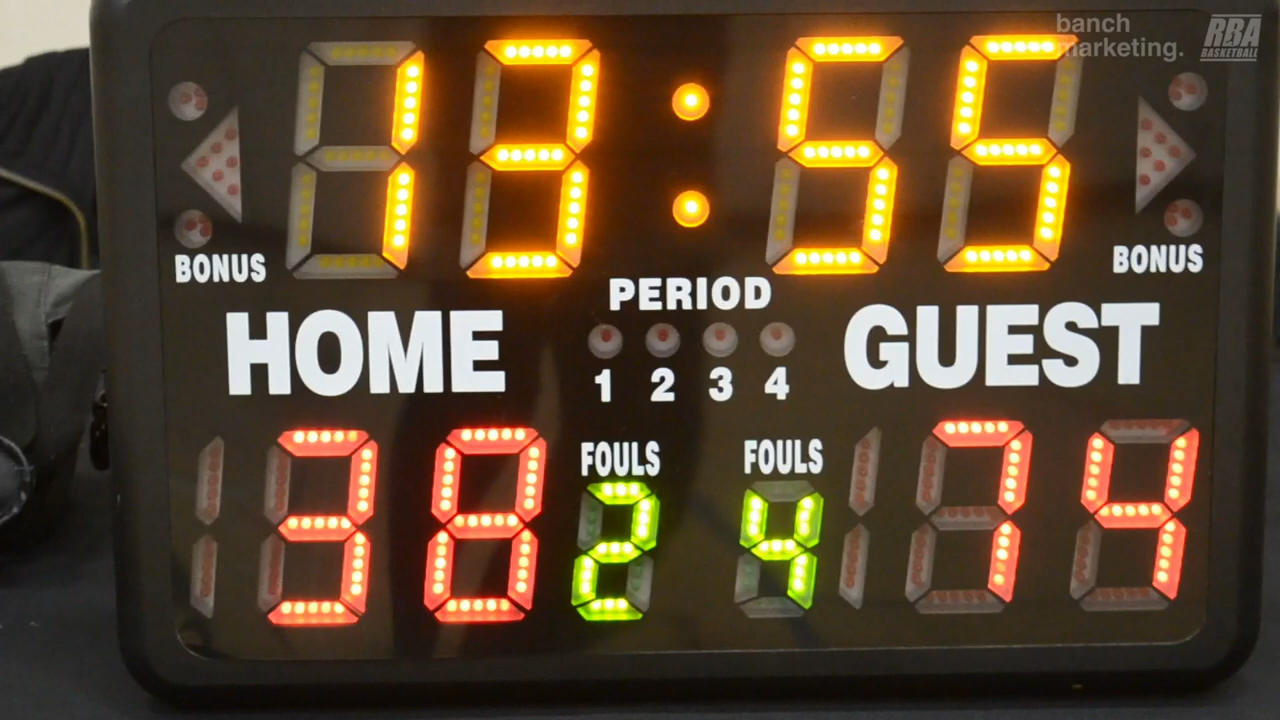 banch
marketing.
RBA
BASKETBALL
13:55
BONUS
BONUS
PERIOD
HOME
GUEST
1 2 3 4
FOULS
FOULS
38
2
4
74